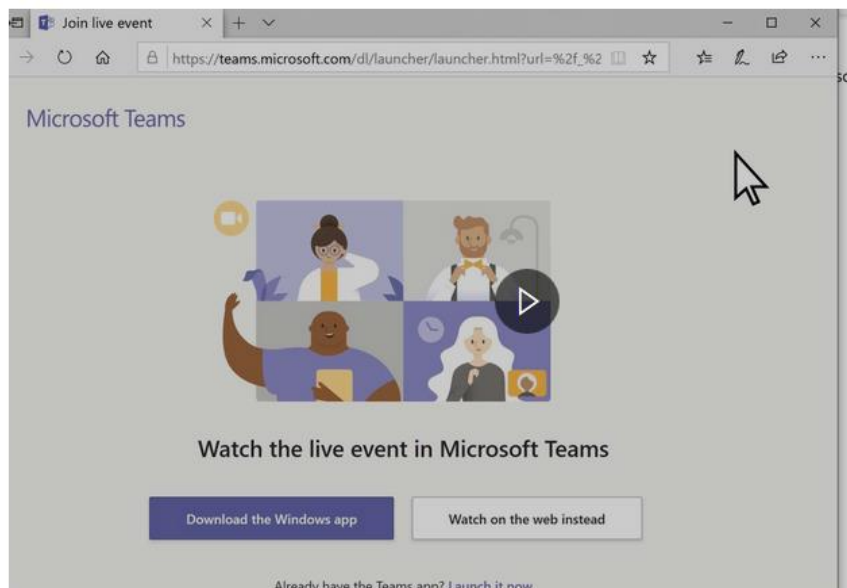 Join live event
https://teams.microsoft.com/dl/launcher/launcher.html?url=%2f_%2
Microsoft Teams
Watch the live event in Microsoft Teams
Download the Windows app
Watch on the web instead
Already have the Teams app? Launch it now